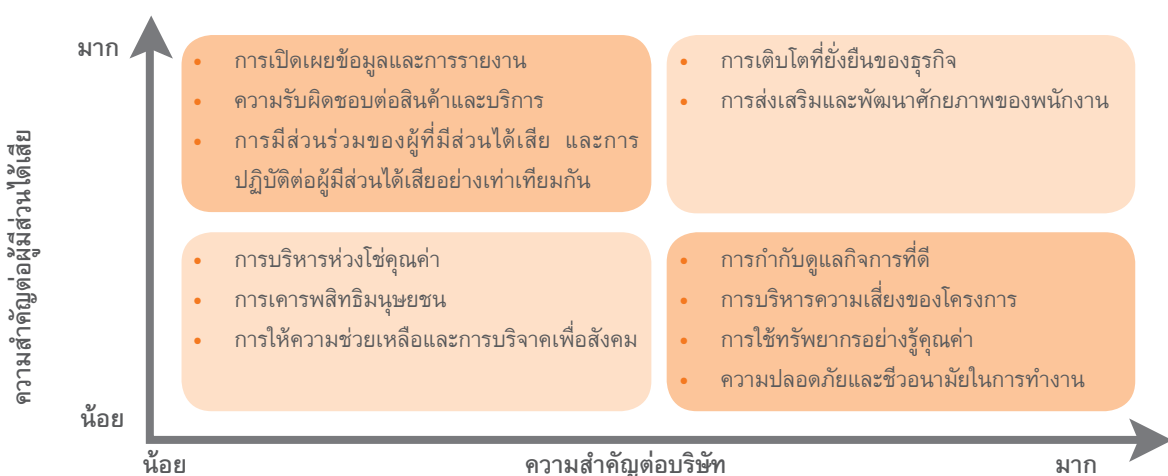 มาก
• การเปิดเผยข้อมูลและการรายงาน
• ความรับผิดชอบต่อสินค้าและบริการ
• การมีส่วนร่วมของผู้ที่มีส่วนได้เสีย และการ
ปฏิบัติต่อผู้มีส่วนได้เสียอย่างเท่าเทียมกัน
• การเติบโตที่ยั่งยืนของธุรกิจ
• การส่งเสริมและพัฒนาศักยภาพของพนักงาน
ความสำคัญต่อผู้มีส่วนได้เสีย
• การบริหารห่วงโซ่คุณค่า
• การเคารพสิทธิมนุษยชน
• การให้ความช่วยเหลือและการบริจาคเพื่อสังคม
• การกำกับดูแลกิจการที่ดี
• การบริหารความเสี่ยงของโครงการ
• การใช้ทรัพยากรอย่างรู้คุณค่า
• ความปลอดภัยและชีวอนามัยในการทำงาน
น้อย
น้อย
ความสำคัญต่อบริษัท
มาก